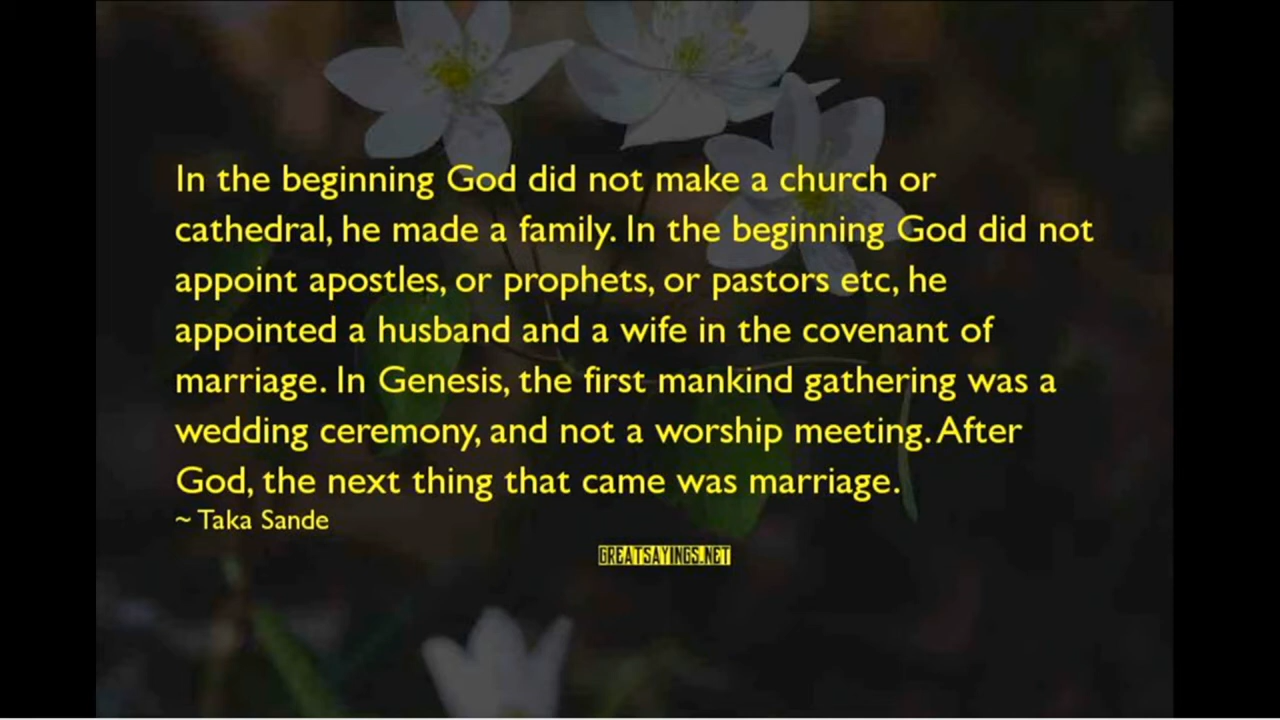 In the beginning God did not make a church or
cathedral, he made a family. In the beginning God did not
appoint apostles, or prophets, or pastors etc, he
appointed a husband and a wife in the covenant of
marriage. In Genesis, the first mankind gathering was a
wedding ceremony, and not a worship meeting. After
God, the next thing that came was marriage.
~ Taka Sande
GREATSAYINGS.NET